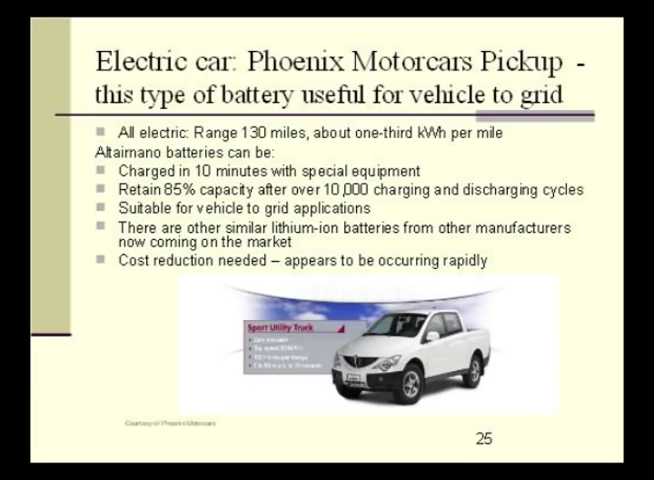 Electric car: Phoenix Motorcars Pickup -
this type of battery useful for vehicle to grid
All electric: Range 130 miles, about one-third kWh per mile
Altairnano batteries can be:
Charged in 10 minutes with special equipment
Retain 85% capacity after over 10,000 charging and discharging cycles
Suitable for vehicle to grid applications
There are other similar lithium-ion batteries from other manufacturers
now coming on the market
Cost reduction needed – appears to be occurring rapidly
Sport Utility Truck
Courtesy of Phoenix Motorcars
25